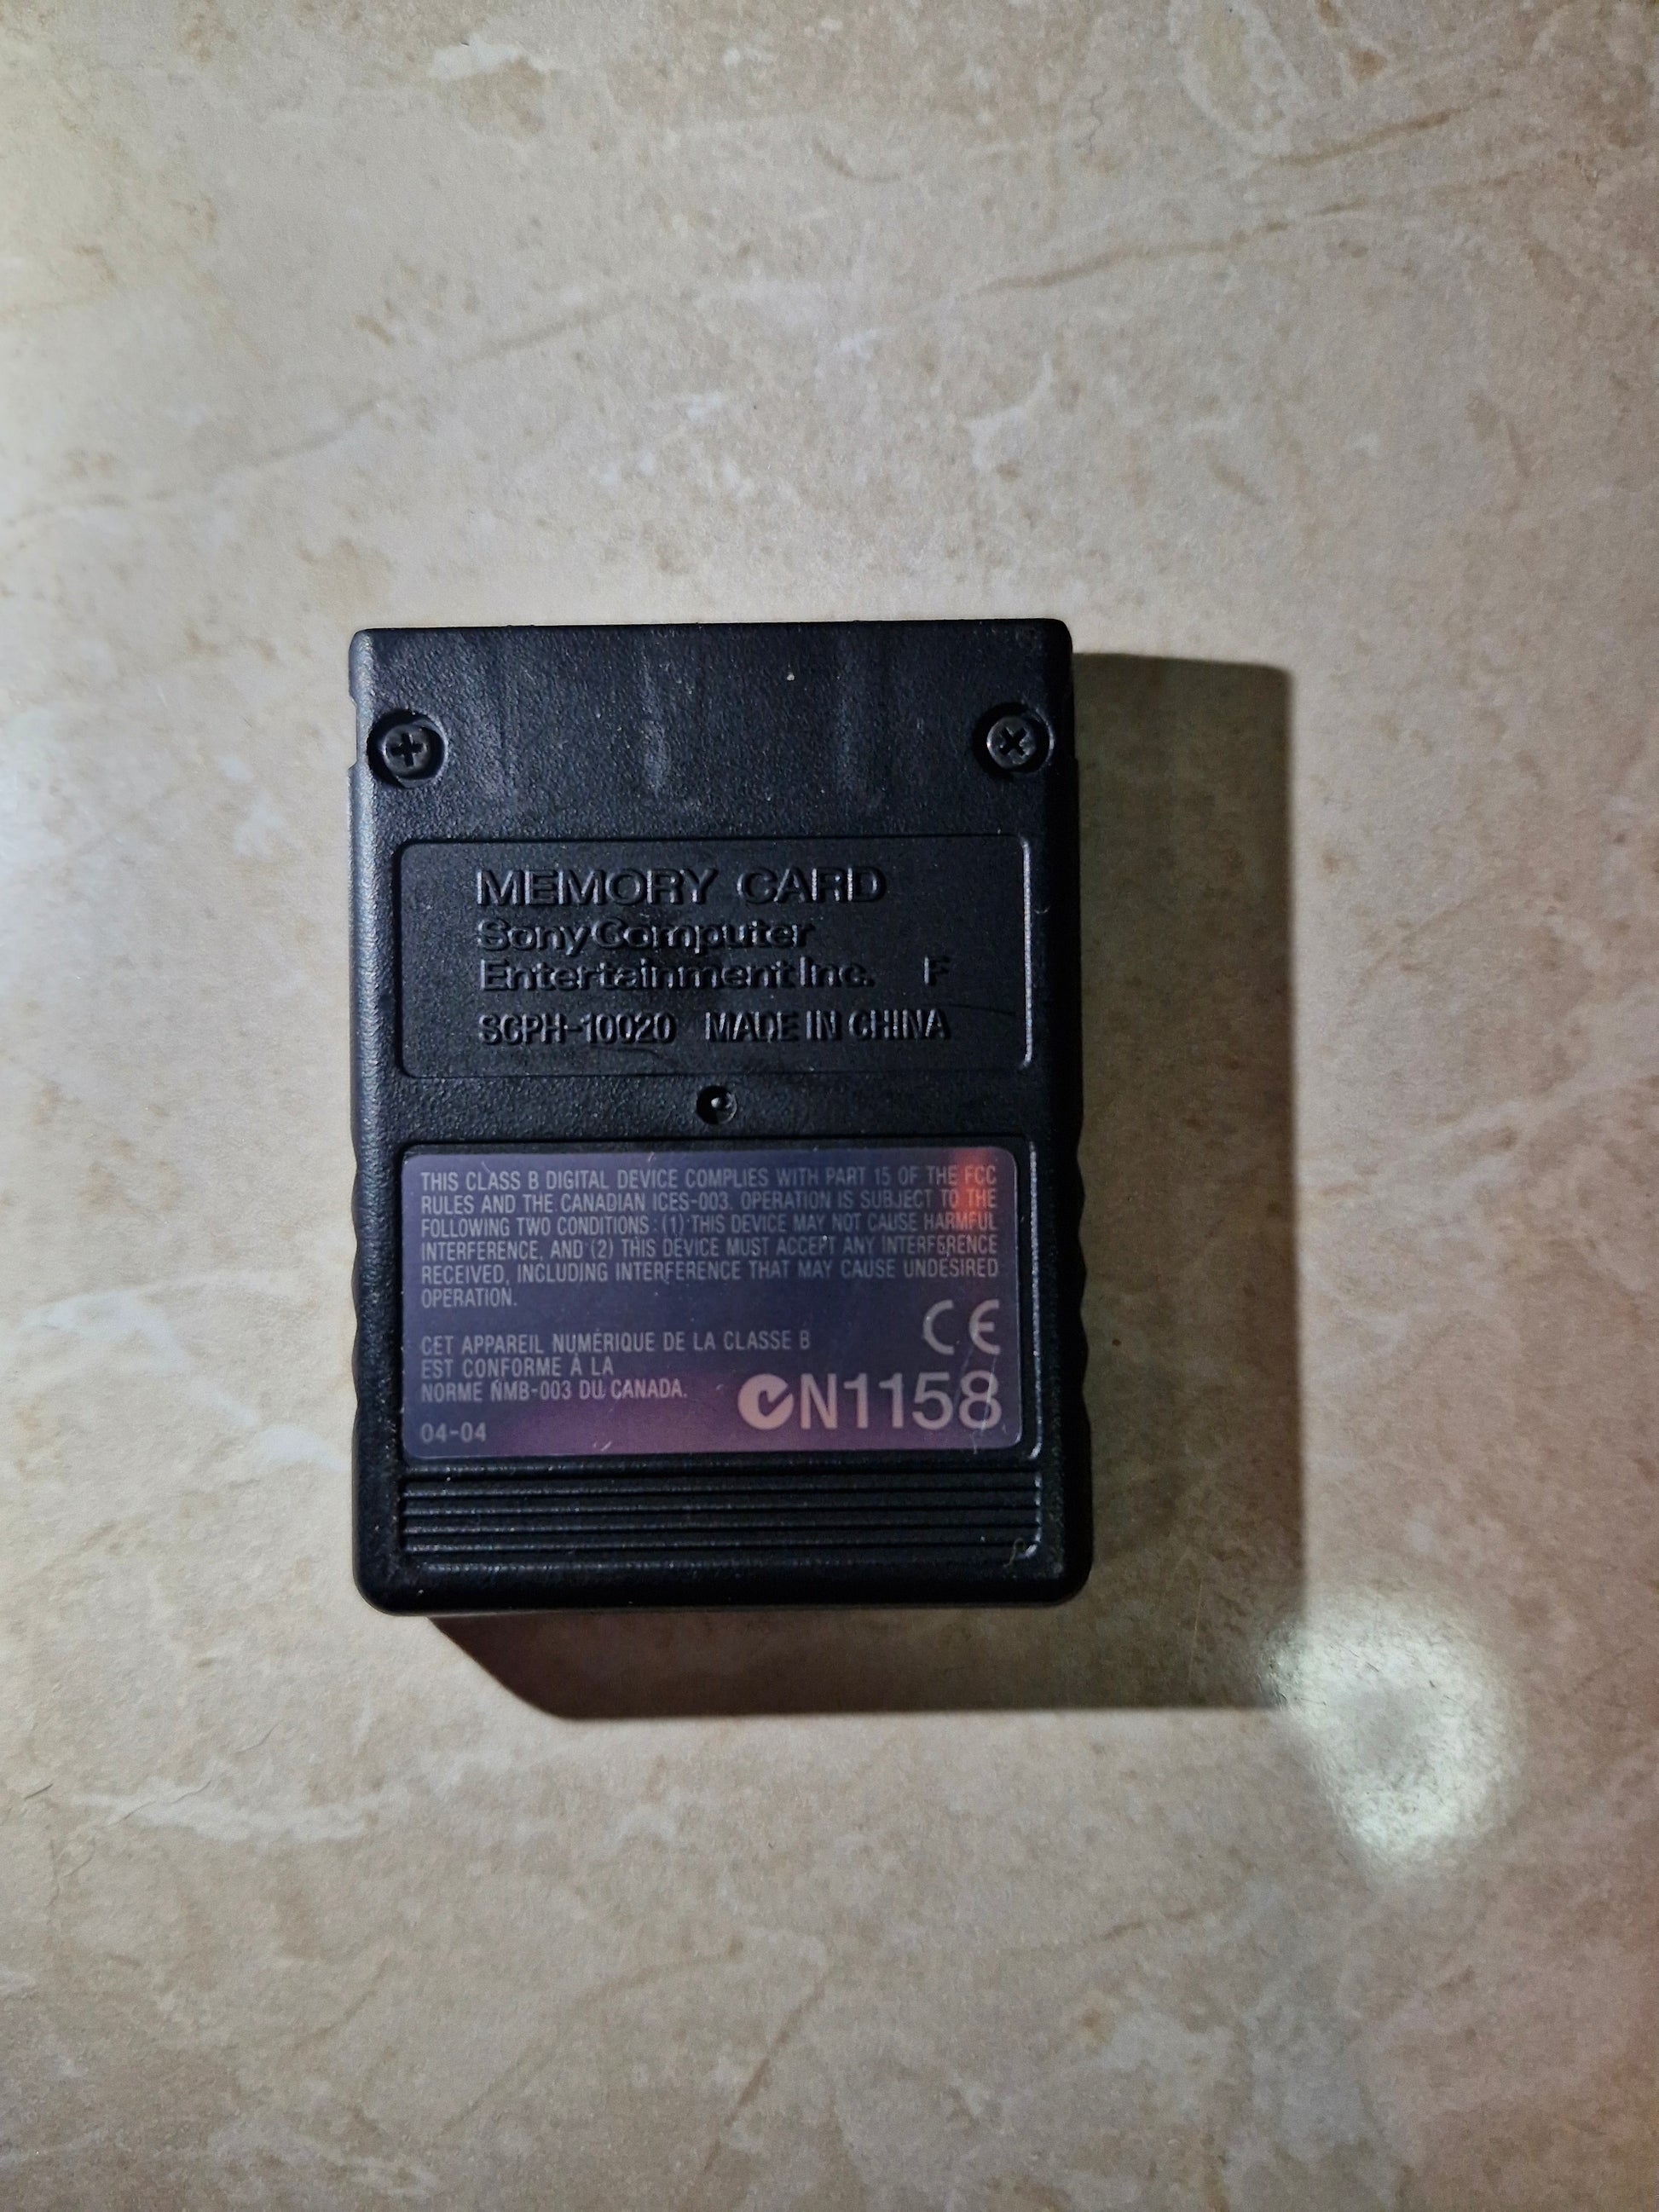 MEMORY CARD
Sony Computer
Entertainment Inc. F
SCPH-10020 MADE IN CHINA
THIS CLASS B DIGITAL DEVICE COMPLIES WITH PART 15 OF THE FCC
RULES AND THE CANADIAN ICES-003. OPERATION IS SUBJECT TO THE
FOLLOWING TWO CONDITIONS : (1) THIS DEVICE MAY NOT CAUSE HARMFUL
INTERFERENCE, AND (2) THIS DEVICE MUST ACCEPT ANY INTERFERENCE
RECEIVED, INCLUDING INTERFERENCE THAT MAY CAUSE UNDESIRED
OPERATION.
CET APPAREIL NUMÉRIQUE DE LA CLASSE B
EST CONFORME À LA
NORME NMB-003 DU CANADA.
CE
N1158
04-04